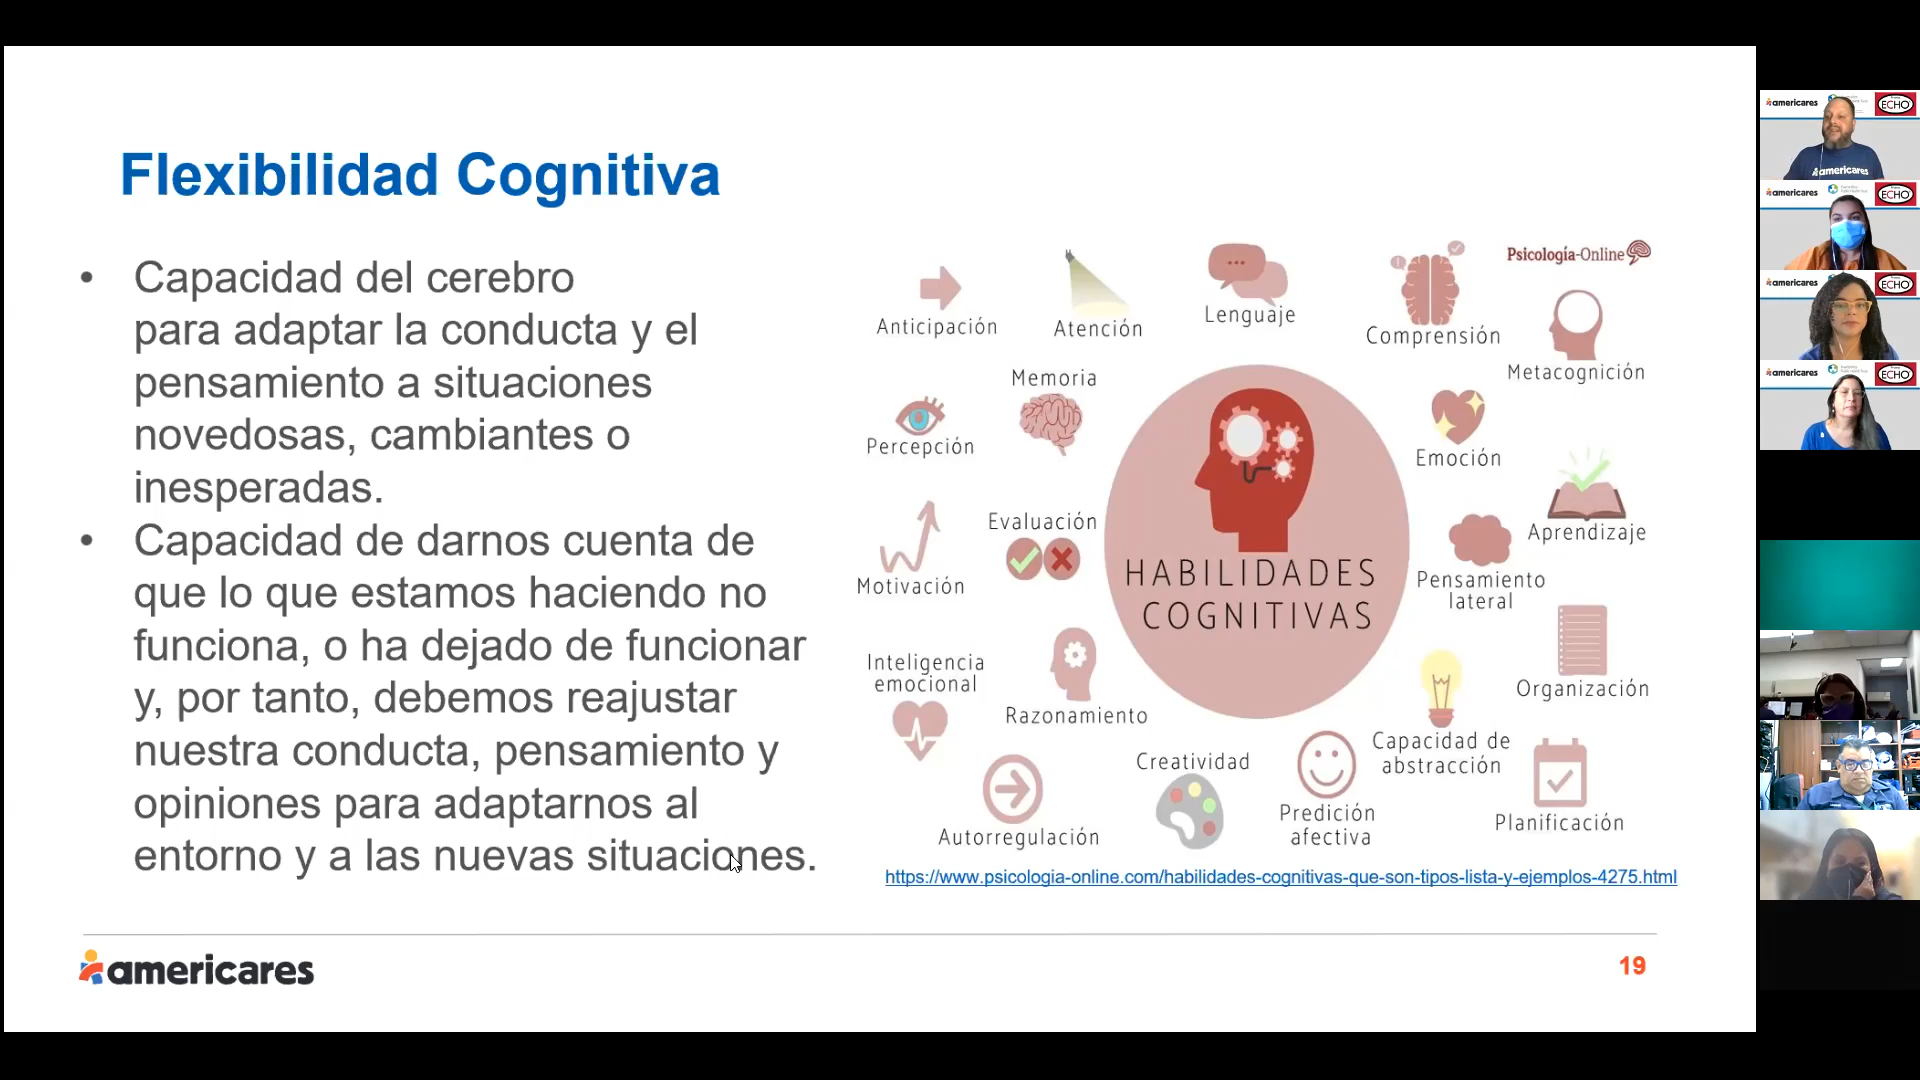 Flexibilidad Cognitiva
• Capacidad del cerebro
para adaptar la conducta y el
pensamiento a situaciones
novedosas, cambiantes o
inesperadas.
• Capacidad de darnos cuenta de
que lo que estamos haciendo no
funciona, o ha dejado de funcionar
y, por tanto, debemos reajustar
nuestra conducta, pensamiento y
opiniones para adaptarnos al
entorno y a las nuevas situaciones.
Psicología-Online
Anticipación
Atención
Lenguaje
Comprensión
Metacognición
Memoria
Percepción
Emoción
Evaluación
Motivación
Aprendizaje
Pensamiento
lateral
HABILIDADES
COGNITIVAS
Inteligencia
emocional
Razonamiento
Organización
Capacidad de
abstracción
Creatividad
Autorregulación
Predición
afectiva
Planificación
https://www.psicologia-online.com/habilidades-cognitivas-que-son-tipos-lista-y-ejemplos-4275.html
americares
19
americares
ECHO
americares
americares
ECHO
americares
ECHO
americares
ECHO